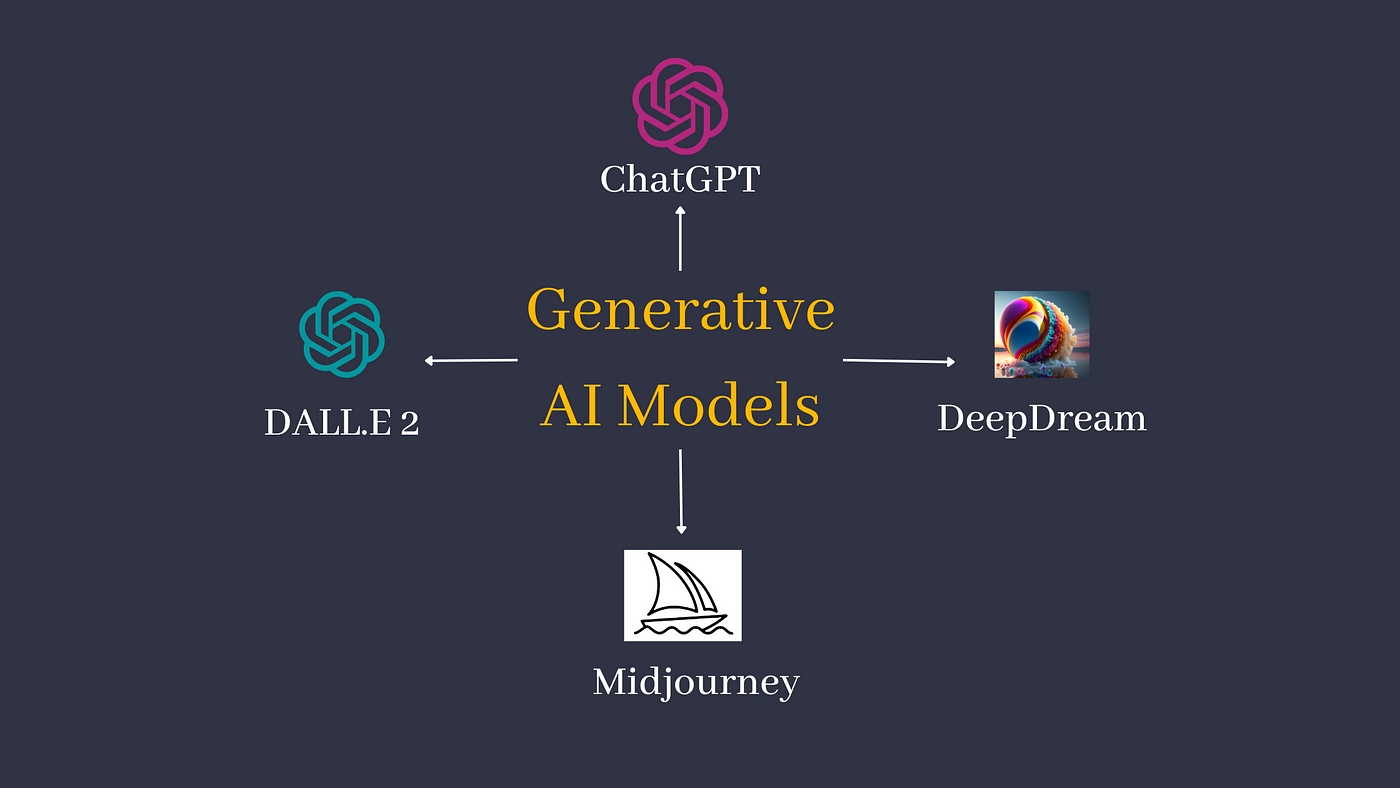 ChatGPT
Generative
AI Models
DALL.E 2
DeepDream
Midjourney